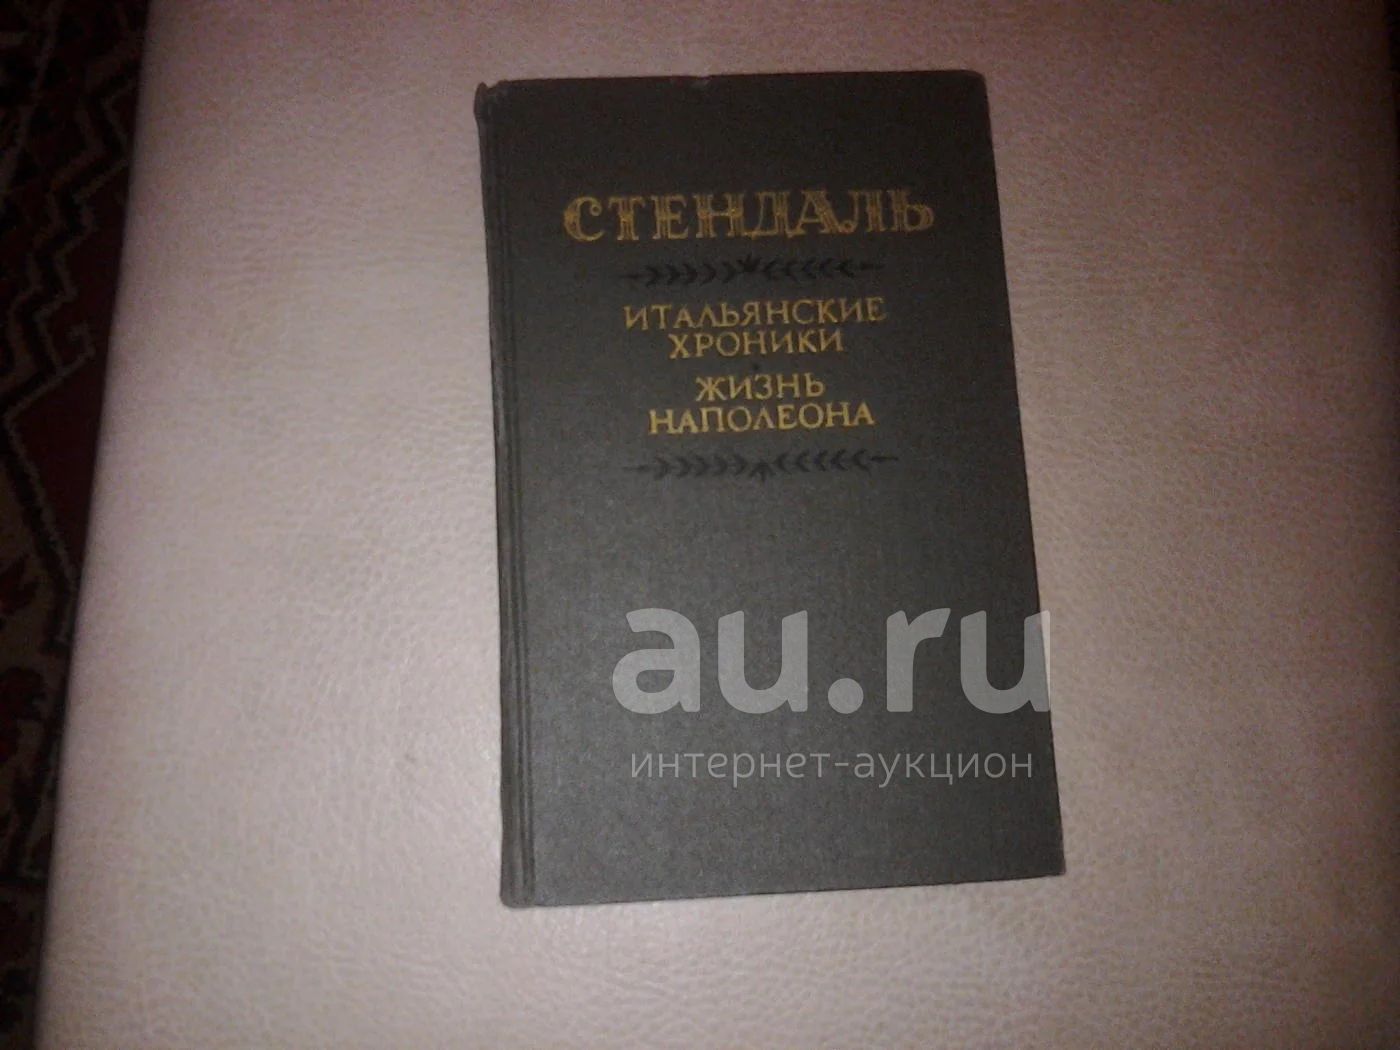 СТЕНДАЛЬ
ИТАЛЬЯНСКИЕ
ХРОНИКИ
ЖИЗНЬ
НАПОЛЕОНА
au.ru
интернет-аукцион